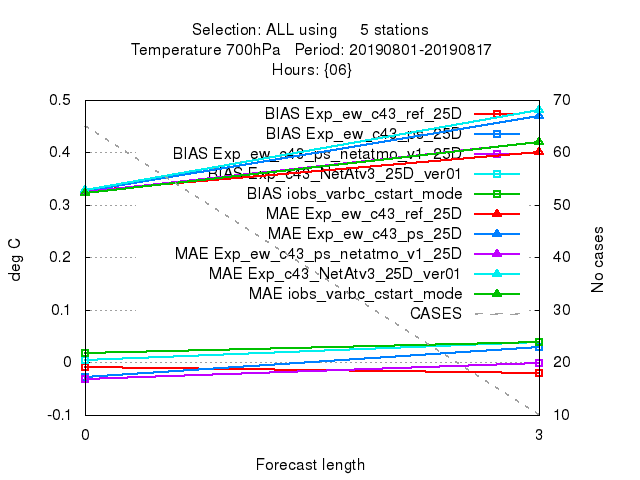 Selection: ALL using 5 stations
Temperature 700hPa Period: 20190801-20190817
Hours: {06}
0.5
0.4
0.3
0.2
0.1
0
-0.1
deg C
BIAS Exp_ew_c43_ref_25D
BIAS Exp_ew_c43_ps_25D
BIAS Exp_ew_c43_ps_netatmo_v1_25D
BIAS Exp_c43_NetAtv3_25D_ver01
BIAS iobs_varbc_cstart_mode
MAE Exp_ew_c43_ref_25D
MAE Exp_ew_c43_ps_25D
MAE Exp_ew_c43_ps_netatmo_v1_25D
MAE Exp_c43_NetAtv3_25D_ver01
MAE iobs_varbc_cstart_mode
CASES
70
60
50
40
30
20
10
No cases
0 3
Forecast length